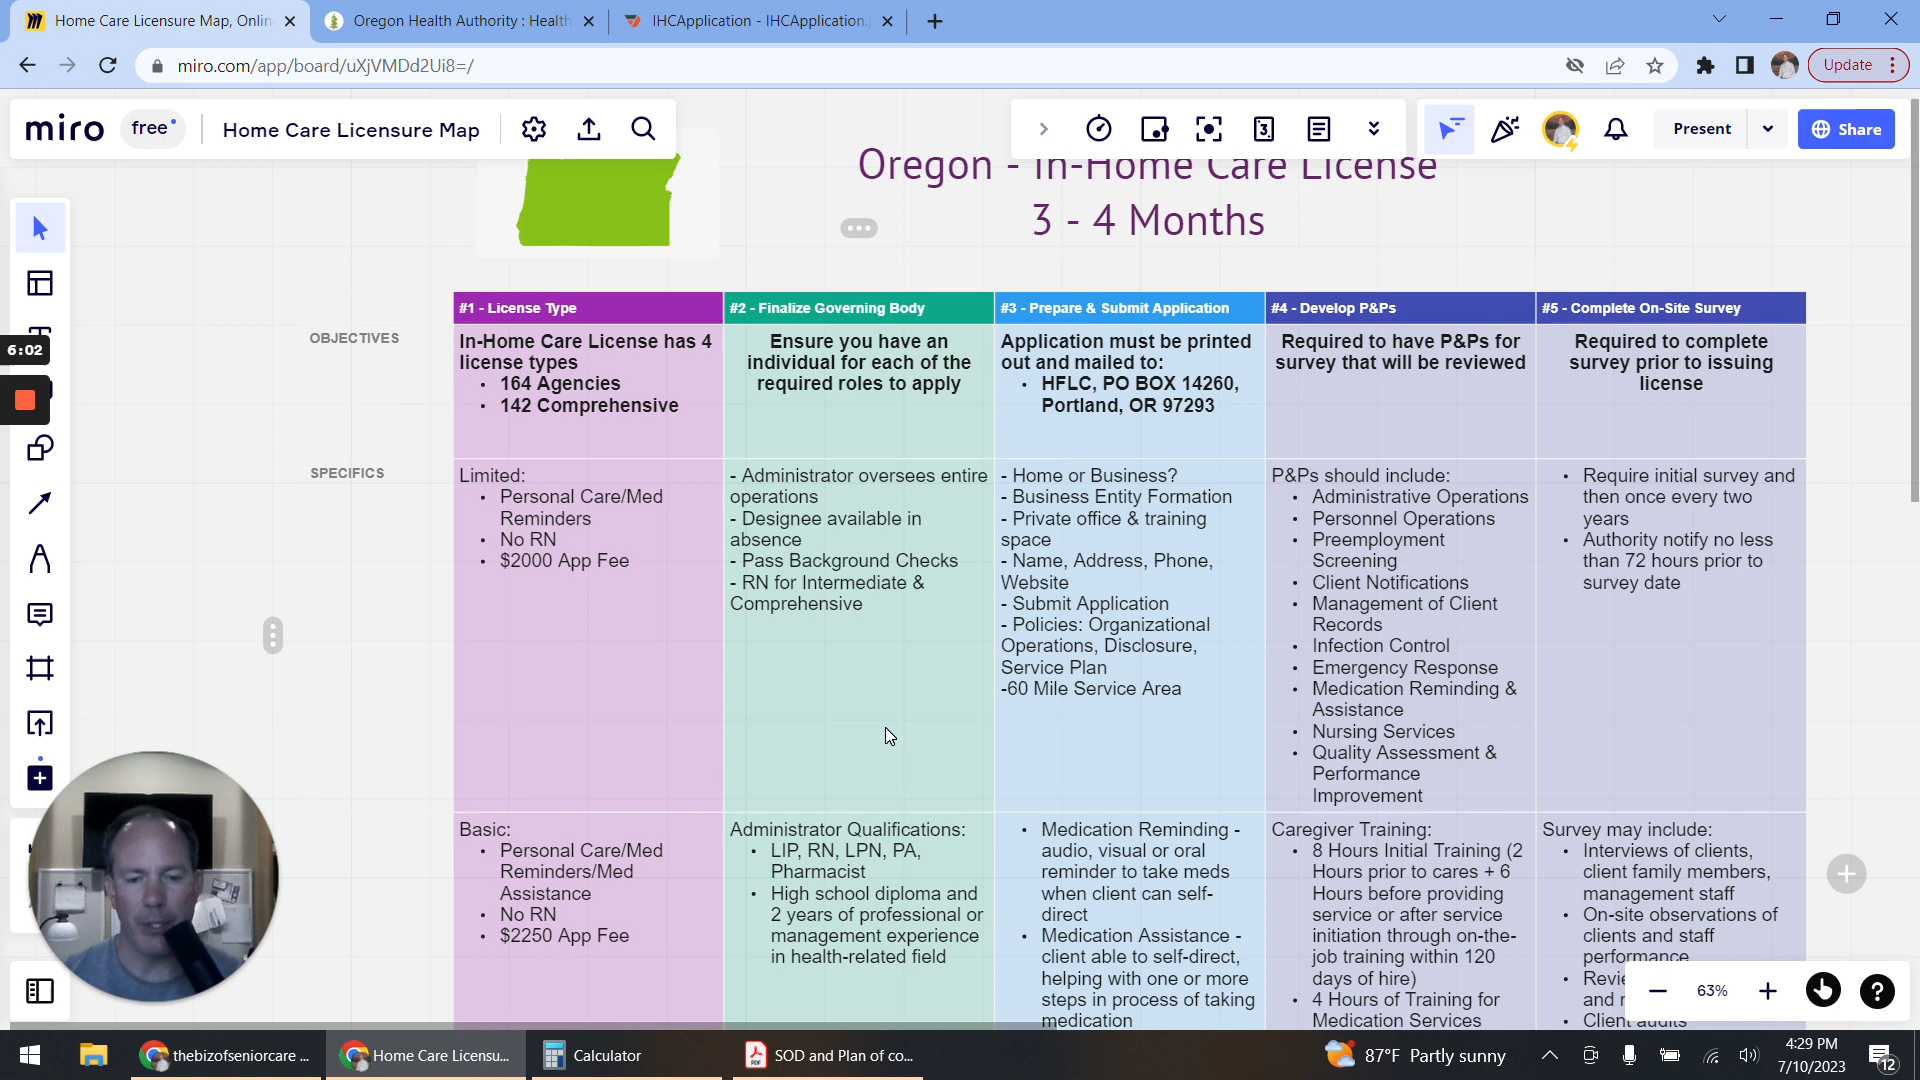 Home Care Licensure Map, Onlin
Oregon Health Authority : Health
IHCApplication - IHCApplication.
miro.com/app/board/uXjVMDd2Ui8=/
Update
miro
free
Home Care Licensure Map
Present
Share
Oregon - In-Home Care License
3 - 4 Months
6:02
OBJECTIVES
SPECIFICS
#1 - License Type
In-Home Care License has 4
license types
• 164 Agencies
• 142 Comprehensive
Limited:
• Personal Care/Med
Reminders
• No RN
• $2000 App Fee
Basic:
• Personal Care/Med
Reminders/Med
Assistance
• No RN
• $2250 App Fee
#2 - Finalize Governing Body
Ensure you have an
individual for each of the
required roles to apply
- Administrator oversees entire
operations
- Designee available in
absence
- Pass Background Checks
- RN for Intermediate &
Comprehensive
Administrator Qualifications:
• LIP, RN, LPN, PA,
Pharmacist
• High school diploma and
2 years of professional or
management experience
in health-related field
#3 - Prepare & Submit Application
Application must be printed
out and mailed to:
• HFLC, PO BOX 14260,
Portland, OR 97293
- Home or Business?
- Business Entity Formation
- Private office & training
space
- Name, Address, Phone,
Website
- Submit Application
- Policies: Organizational
Operations, Disclosure,
Service Plan
-60 Mile Service Area
• Medication Reminding -
audio, visual or oral
reminder to take meds
when client can self-
direct
• Medication Assistance -
client able to self-direct,
helping with one or more
steps in process of taking
medication
#4 - Develop P&Ps
Required to have P&Ps for
survey that will be reviewed
P&Ps should include:
• Administrative Operations
• Personnel Operations
• Preemployment
Screening
• Client Notifications
• Management of Client
Records
• Infection Control
• Emergency Response
• Medication Reminding &
Assistance
• Nursing Services
• Quality Assessment &
Performance
Improvement
Caregiver Training:
• 8 Hours Initial Training (2
Hours prior to cares + 6
Hours before providing
service or after service
initiation through on-the-
job training within 120
days of hire)
• 4 Hours of Training for
Medication Services
#5 - Complete On-Site Survey
Required to complete
survey prior to issuing
license
• Require initial survey and
then once every two
years
• Authority notify no less
than 72 hours prior to
survey date
Survey may include:
• Interviews of clients,
client family members,
management staff
• On-site observations of
clients and staff
performance
• Revie
and r
• Client audits
63%
thebizofseniorcare ...
Home Care Licensu...
Calculator
SOD and Plan of co...
87°F Partly sunny
4:29 PM
7/10/2023
12